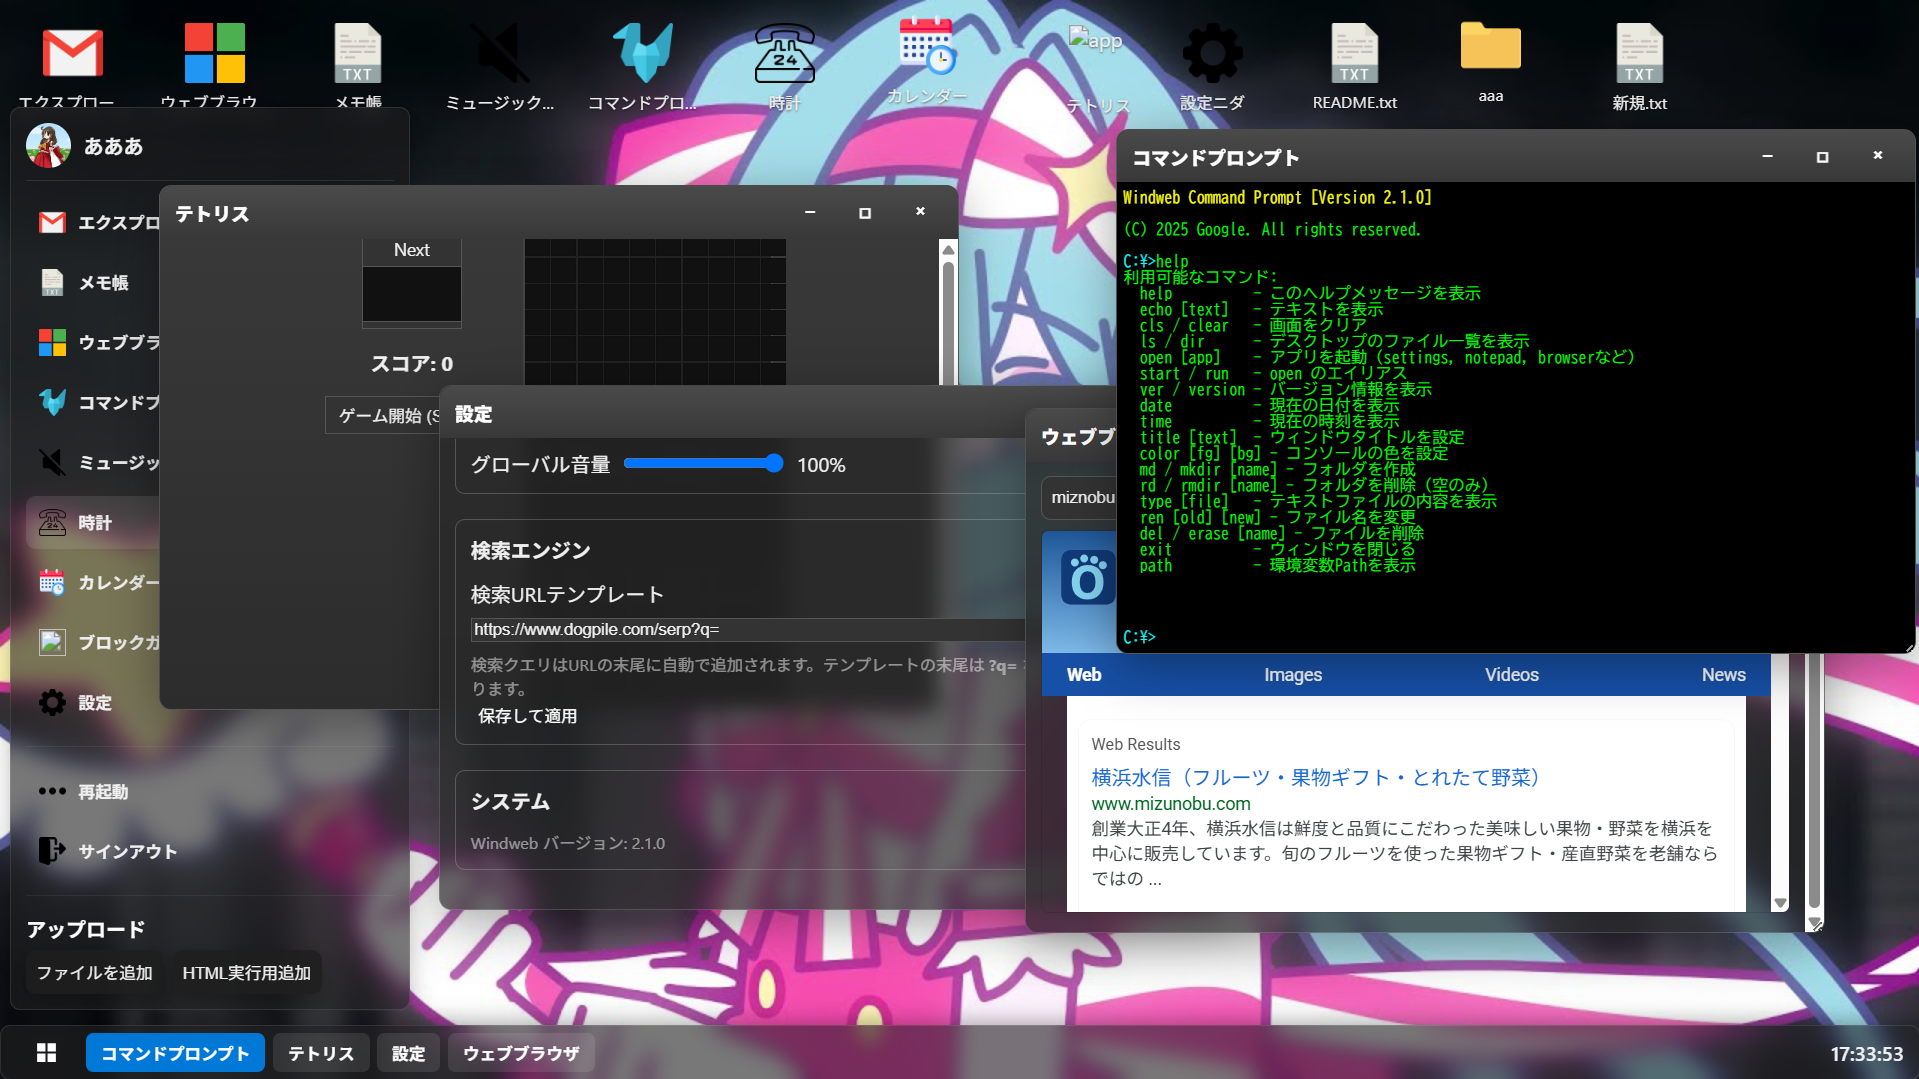 エクスプロー
ウェブブラウ
メモ帳
ミュージック...
コマンドプロ...
時計
カレンダー
app
テトリス
設定ニダ
README.txt
aaa
新規.txt
あああ
エクスプロ
メモ帳
ウェブブラ
コマンドプ
ミュージッ
時計
カレンダー
ブロックガ
設定
再起動
サインアウト
アップロード
ファイルを追加
HTML実行用追加
テトリス
Next
スコア: 0
ゲーム開始 (S
設定
グローバル音量
100%
検索エンジン
検索URLテンプレート
https://www.dogpile.com/serp?q=
検索クエリはURLの末尾に自動で追加されます。テンプレートの末尾は ?q=
ります。
保存して適用
システム
Windweb バージョン: 2.1.0
ウェブブ
miznobu
Web
Images
Videos
News
Web Results
横浜水信（フルーツ・果物ギフト・とれたて野菜）
www.mizunobu.com
創業大正4年、横浜水信は鮮度と品質にこだわった美味しい果物・野菜を横浜を
中心に販売しています。旬のフルーツを使った果物ギフト・産直野菜を老舗なら
ではの ...
コマンドプロンプト
Windweb Command Prompt [Version 2.1.0]
(C) 2025 Google. All rights reserved.
C:¥>help
利用可能なコマンド:
help - このヘルプメッセージを表示
echo [text] - テキストを表示
cls / clear - 画面をクリア
ls / dir - デスクトップのファイル一覧を表示
open [app] - アプリを起動 (settings, notepad, browserなど)
start / run - open のエイリアス
ver / version - バージョン情報を表示
date - 現在の日付を表示
time - 現在の時刻を表示
title [text] - ウィンドウタイトルを設定
color [fg] [bg] - コンソールの色を設定
md / mkdir [name] - フォルダを作成
rd / rmdir [name] - フォルダを削除 (空のみ)
type [file] - テキストファイルの内容を表示
ren [old] [new] - ファイル名を変更
del / erase [name] - ファイルを削除
exit - ウィンドウを閉じる
path - 環境変数Pathを表示
C:¥>
コマンドプロンプト
テトリス
設定
ウェブブラウザ
17:33:53